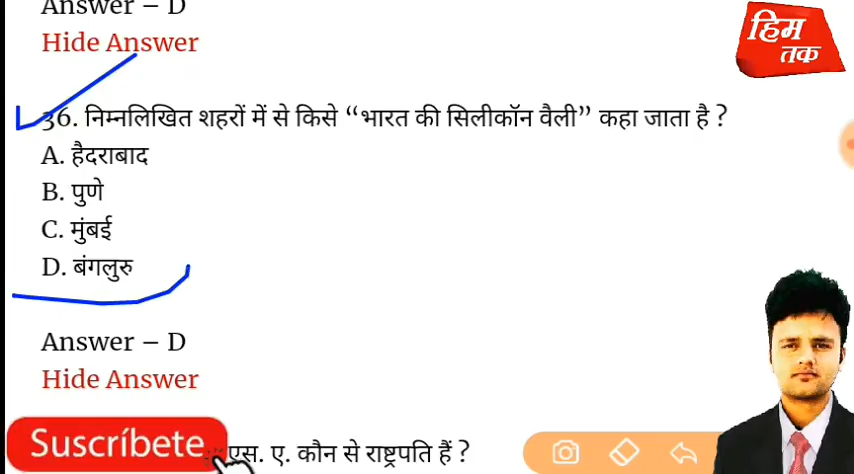 Answer – D
Hide Answer
हिम
तक
36. निम्नलिखित शहरों में से किसे “भारत की सिलीकॉन वैली” कहा जाता है ?
A. हैदराबाद
B. पुणे
C. मुंबई
D. बंगलुरु
Answer – D
Hide Answer
Suscríbete
एस. ए. कौन से राष्ट्रपति हैं ?